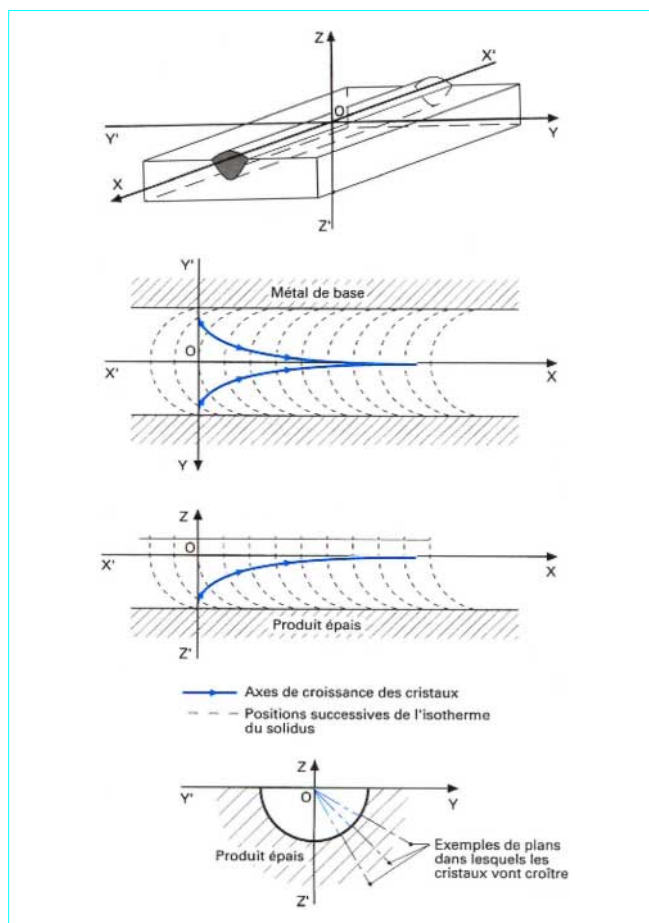 Z
X'
O
Y'
Y
X
Z'
Y'
Métal de base
O
X'
X
Y
Z
O
X'
X
Produit épais
Z'
Axes de croissance des cristaux
Positions successives de l'isotherme
du solidus
Z
Y'
O
Y
Produit épais
Exemples de plans
dans lesquels les
cristaux vont croître
Z'